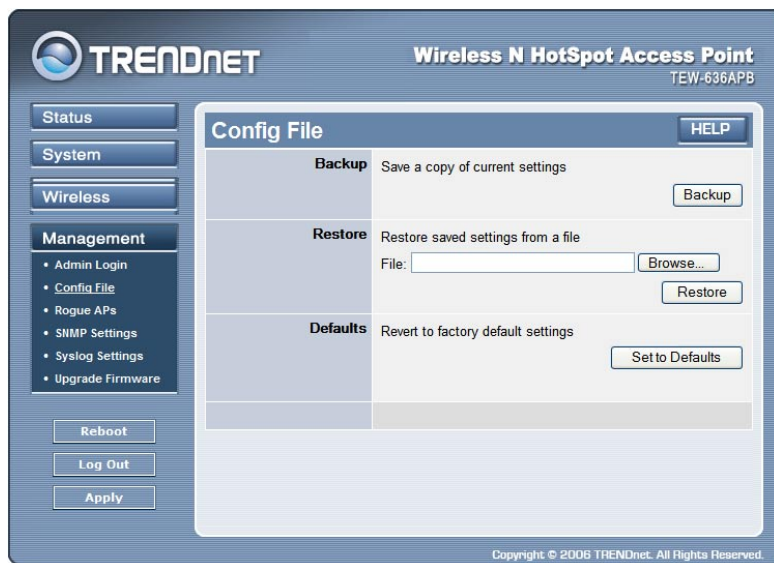 TRENDNET
Wireless N HotSpot Access Point
TEW-636APB
Status
System
Wireless
Management
• Admin Login
• Config File
• Rogue APs
• SNMP Settings
• Syslog Settings
• Upgrade Firmware
Reboot
Log Out
Apply
Config File
HELP
Backup
Save a copy of current settings
Backup
Restore
Restore saved settings from a file
File:
Browse...
Restore
Defaults
Revert to factory default settings
Set to Defaults
Copyright © 2006 TRENDnet. All Rights Reserved.